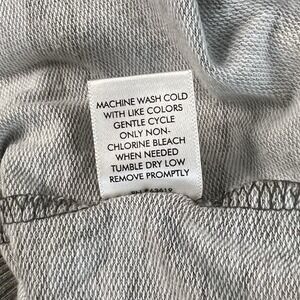 MACHINE WASH COLD
WITH LIKE COLORS
GENTLE CYCLE
ONLY NON-
CHLORINE BLEACH
WHEN NEEDED
TUMBLE DRY LOW
REMOVE PROMPTLY